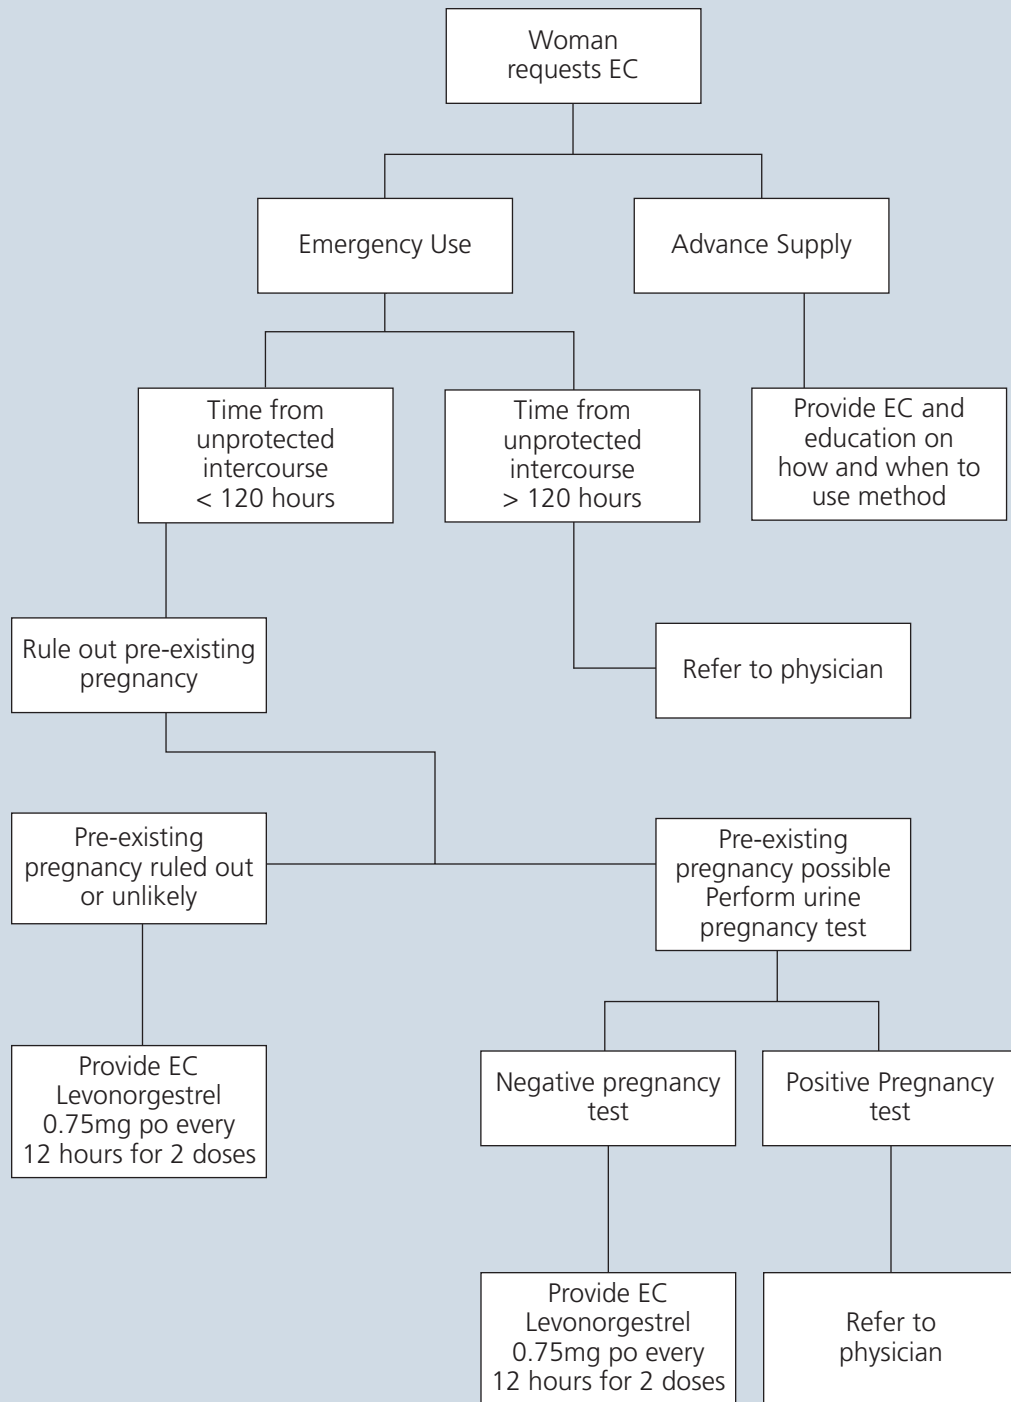 Woman
requests EC
Emergency Use
Advance Supply
Time from
unprotected
intercourse
< 120 hours
Time from
unprotected
intercourse
> 120 hours
Provide EC and
education on
how and when to
use method
Rule out pre-existing
pregnancy
Refer to physician
Pre-existing
pregnancy ruled out
or unlikely
Pre-existing
pregnancy possible
Perform urine
pregnancy test
Provide EC
Levonorgestrel
0.75mg po every
12 hours for 2 doses
Negative pregnancy
test
Positive Pregnancy
test
Provide EC
Levonorgestrel
0.75mg po every
12 hours for 2 doses
Refer to
physician